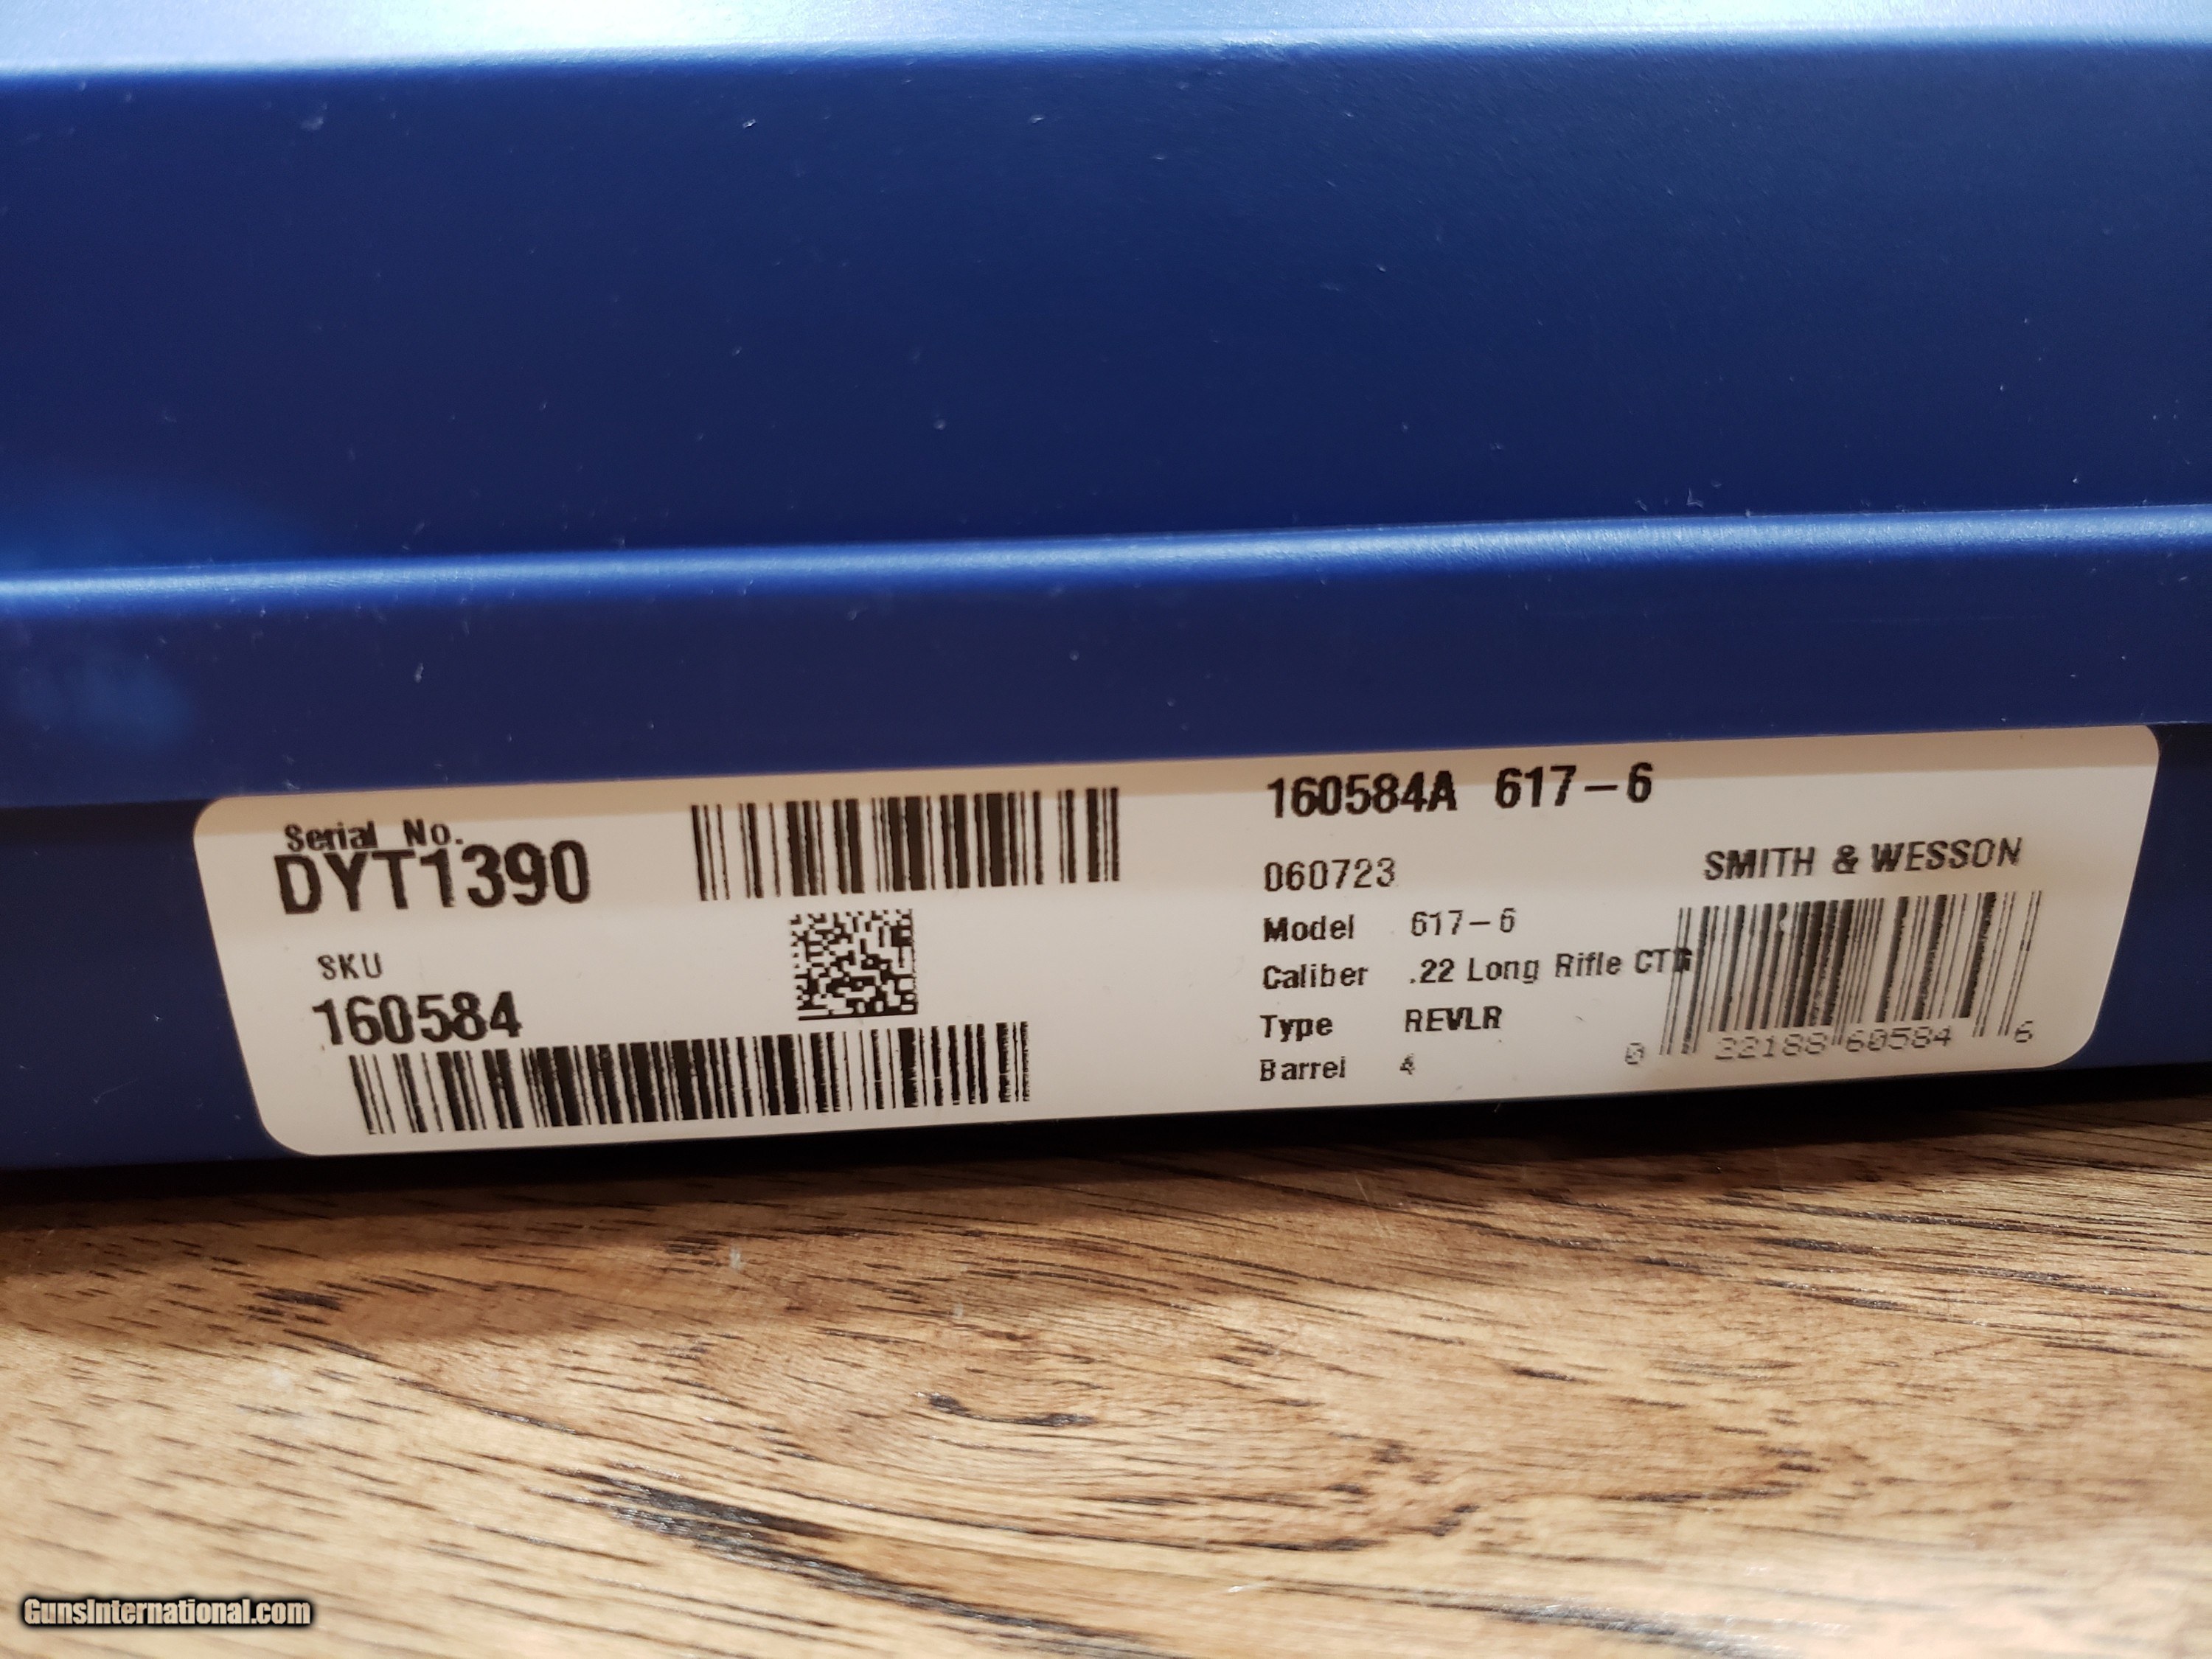 Serial No.
DYT1390
SKU
160584
160584A 617-6
060723
Model 617-6
Caliber .22 Long Rifle CTG
Type REVLR
Barrel 4
SMITH & WESSON
0 22188 60584 6
GunsInternational.com